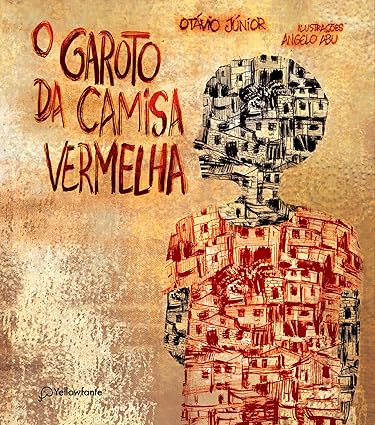 OTÁVIO JÚNIOR
ILUSTRAÇÕES
ANGELO ABU
O GAROTO
DA CAMISA
VERMELHA
Yellowfante